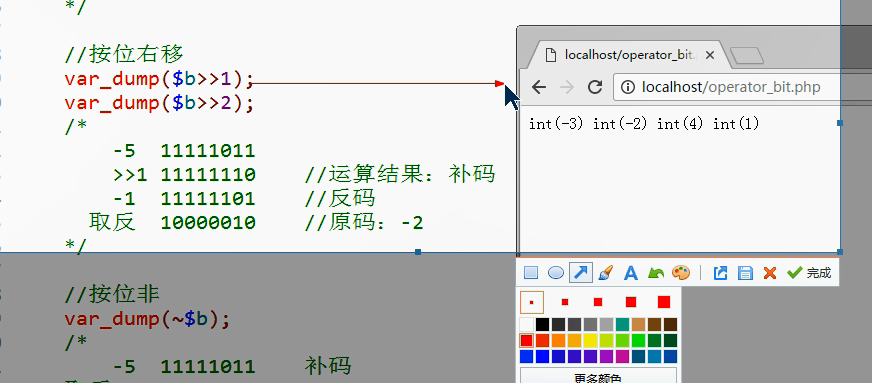 */
//按位右移
var_dump($b>>1);
var_dump($b>>2);
/*
-5 11111011
>>1 11111110 //运算结果：补码
-1 11111101 //反码
取反 10000010 //原码：-2
*/
//按位非
var_dump(~$b);
/*
-5 11111011 补码
localhost/operator_bit.
localhost/operator_bit.php
int(-3) int(-2) int(4) int(1)
A 完成
更多颜色